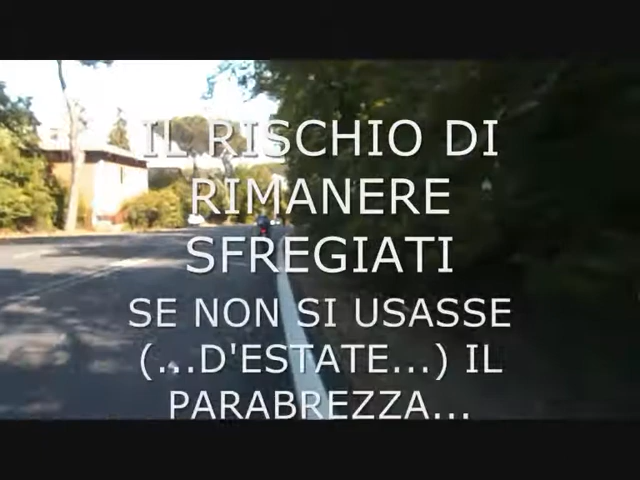 IL RISCHIO DI
RIMANERE
SFREGIATI
SE NON SI USASSE
(...D'ESTATE...) IL
PARABREZZA...